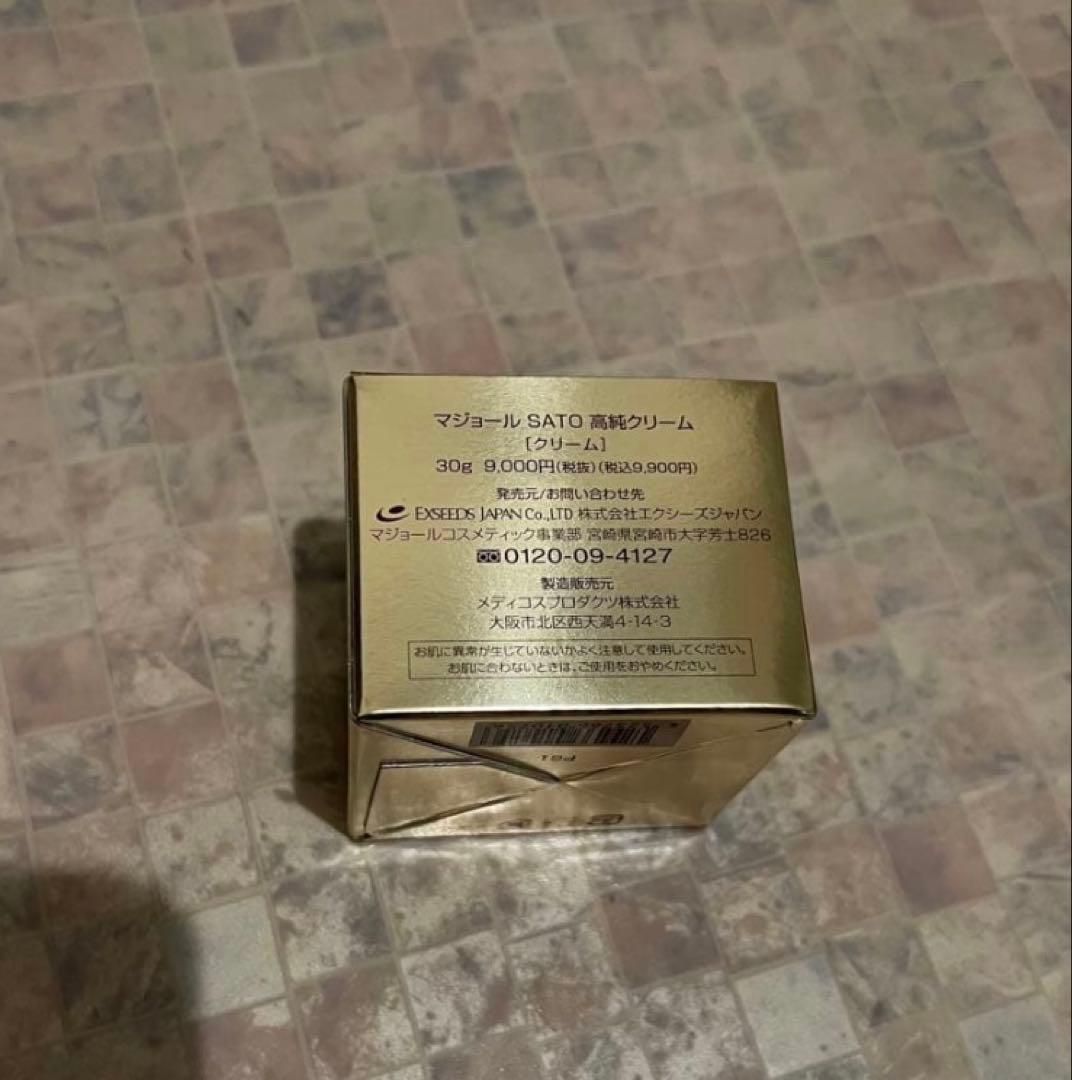 マジョール SATO 高純クリーム
[クリーム]
30g 9,000円(税抜)(税込9,900円)
発売元/お問い合わせ先
EXSEEDS JAPAN Co.,LTD 株式会社エクシーズジャパン
マジョールコスメティック事業部 宮崎県宮崎市大字芳士826
0120-09-4127
製造販売元
メディコスプロダクツ株式会社
大阪市北区西天満4-14-3
お肌に異常が生じていないかよく注意して使用してください。
お肌に合わないときは、ご使用をおやめください。